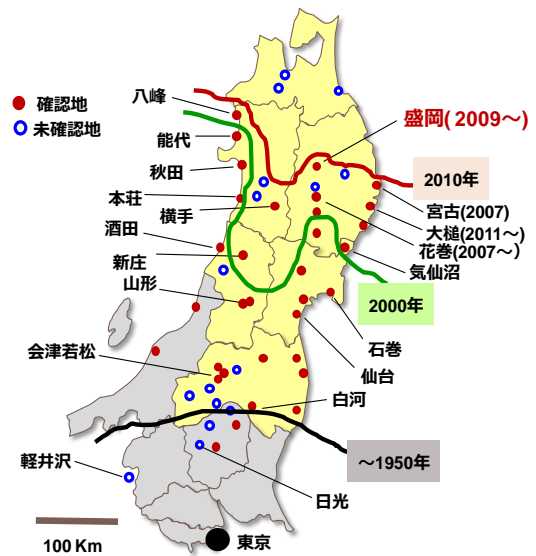 確認地
未確認地
八峰
能代
秋田
本荘
横手
酒田
新庄
山形
会津若松
軽井沢
盛岡(2009～)
2010年
宮古(2007)
大槌(2011～)
花巻(2007～)
気仙沼
2000年
石巻
仙台
白河
～1950年
日光
東京
100 Km